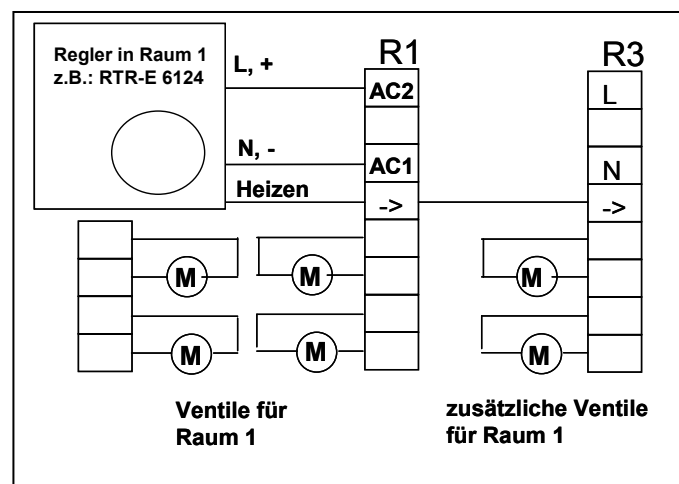 Regler in Raum 1
z.B.: RTR-E 6124
L, +
R1
R3
AC2
L
N, -
AC1
N
Heizen
->
->
M
M
M
M
M
M
Ventile für
Raum 1
zusätzliche Ventile
für Raum 1